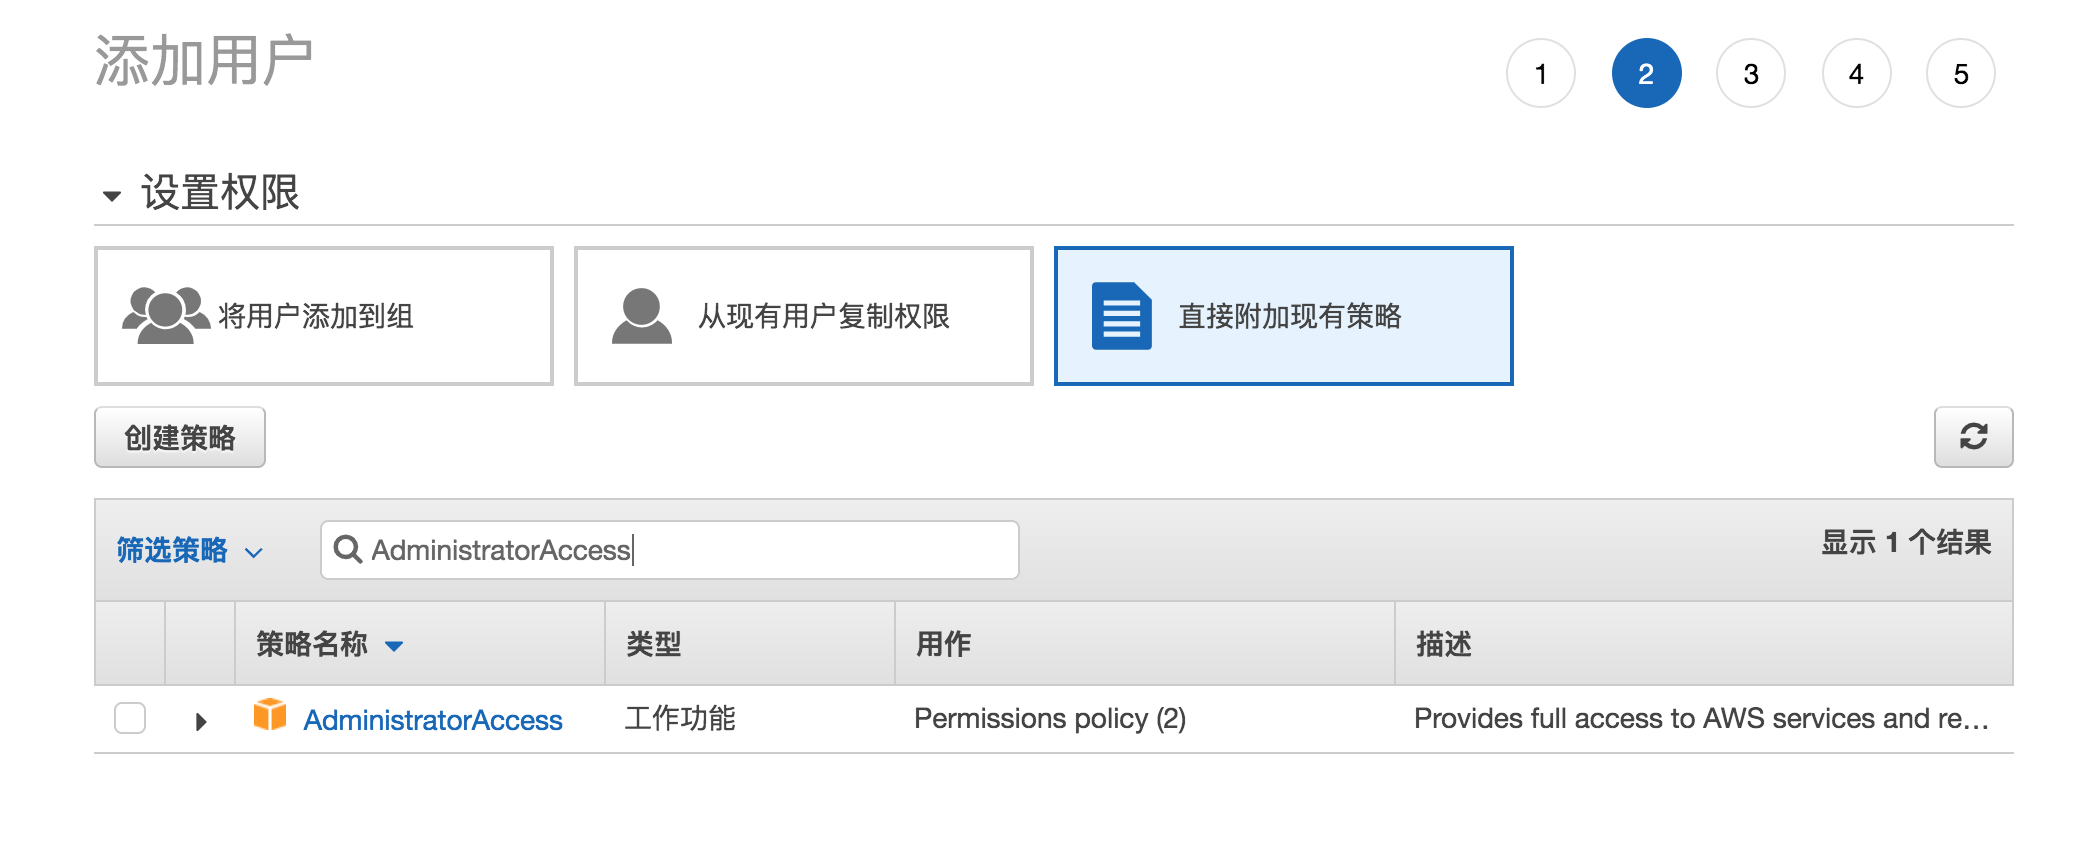 添加用户
1 2 3 4 5
设置权限
将用户添加到组
从现有用户复制权限
直接附加现有策略
创建策略
筛选策略
AdministratorAccess
显示 1 个结果
策略名称 类型 用作 描述
AdministratorAccess 工作功能 Permissions policy (2) Provides full access to AWS services and re...